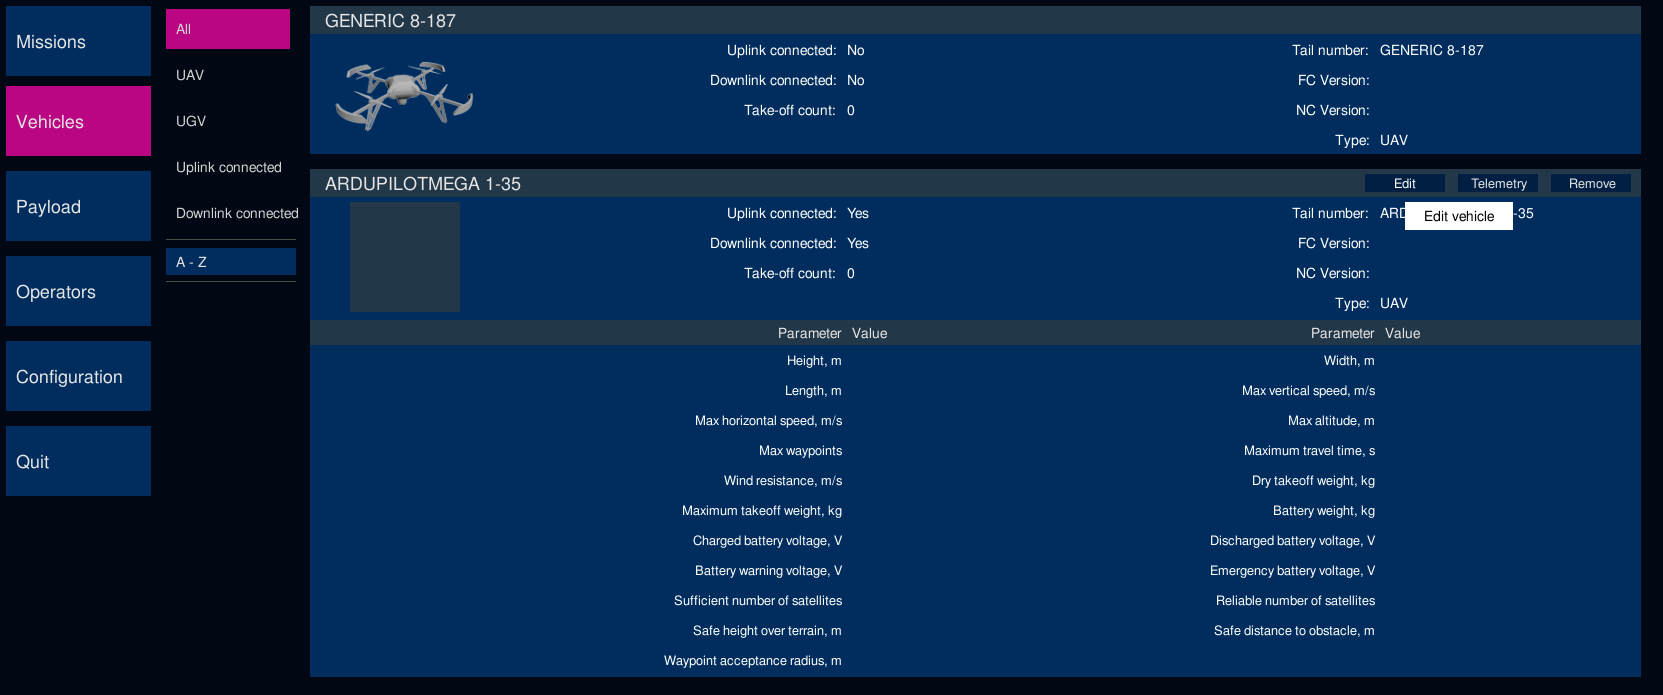 Missions
Vehicles
Payload
Operators
Configuration
Quit
All
UAV
UGV
Uplink connected
Downlink connected
A - Z
GENERIC 8-187
Uplink connected: No
Downlink connected: No
Take-off count: 0
Tail number: GENERIC 8-187
FC Version:
NC Version:
Type: UAV
ARDUPILOTMEGA 1-35
Edit Telemetry Remove
Edit vehicle
Uplink connected: Yes
Downlink connected: Yes
Take-off count: 0
Tail number: ARD -35
FC Version:
NC Version:
Type: UAV
Parameter Value Parameter Value
Height, m Width, m
Length, m Max vertical speed, m/s
Max horizontal speed, m/s Max altitude, m
Max waypoints Maximum travel time, s
Wind resistance, m/s Dry takeoff weight, kg
Maximum takeoff weight, kg Battery weight, kg
Charged battery voltage, V Discharged battery voltage, V
Battery warning voltage, V Emergency battery voltage, V
Sufficient number of satellites Reliable number of satellites
Safe height over terrain, m Safe distance to obstacle, m
Waypoint acceptance radius, m